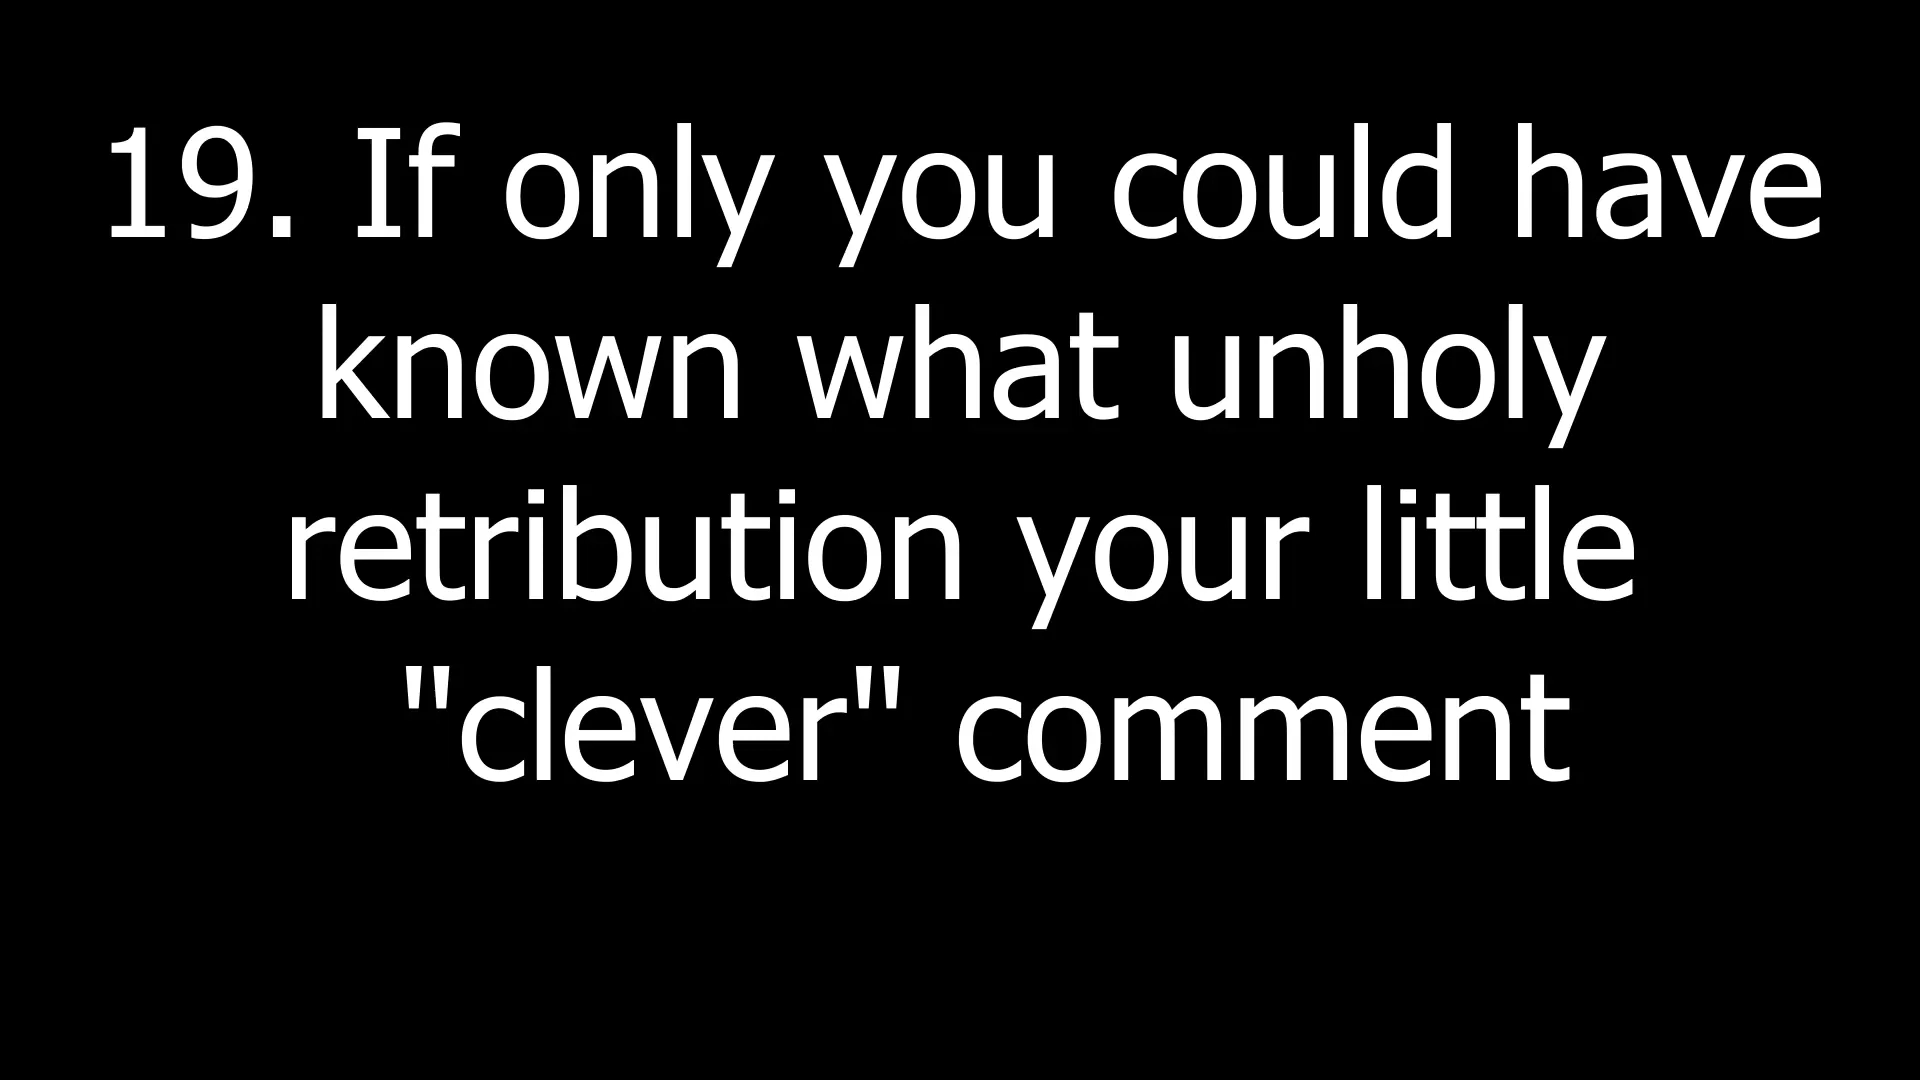 19. If only you could have
known what unholy
retribution your little
"clever" comment